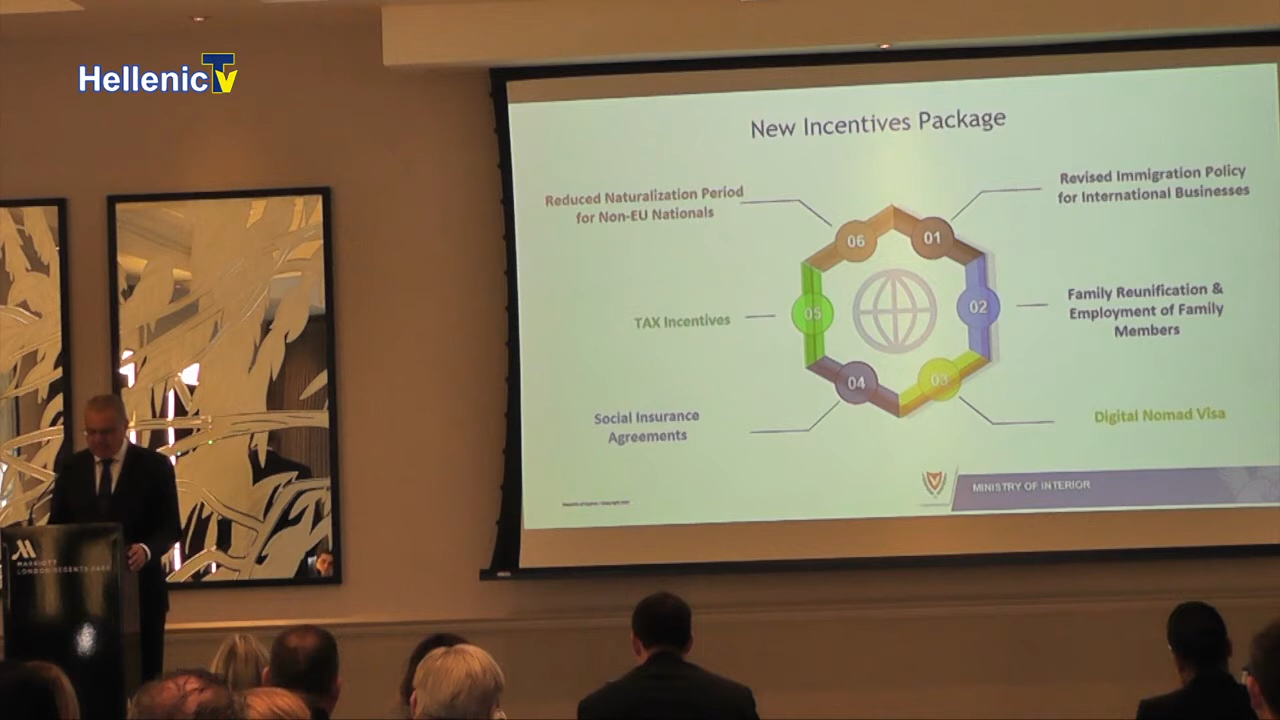 Hellenic TV
New Incentives Package
Reduced Naturalization Period
for Non-EU Nationals
Revised Immigration Policy
for International Businesses
06
01
TAX Incentives
05
02
Family Reunification &
Employment of Family
Members
04
03
Social Insurance
Agreements
Digital Nomad Visa
MINISTRY OF INTERIOR
MARRIOTT
LONDON REGENTS PARK